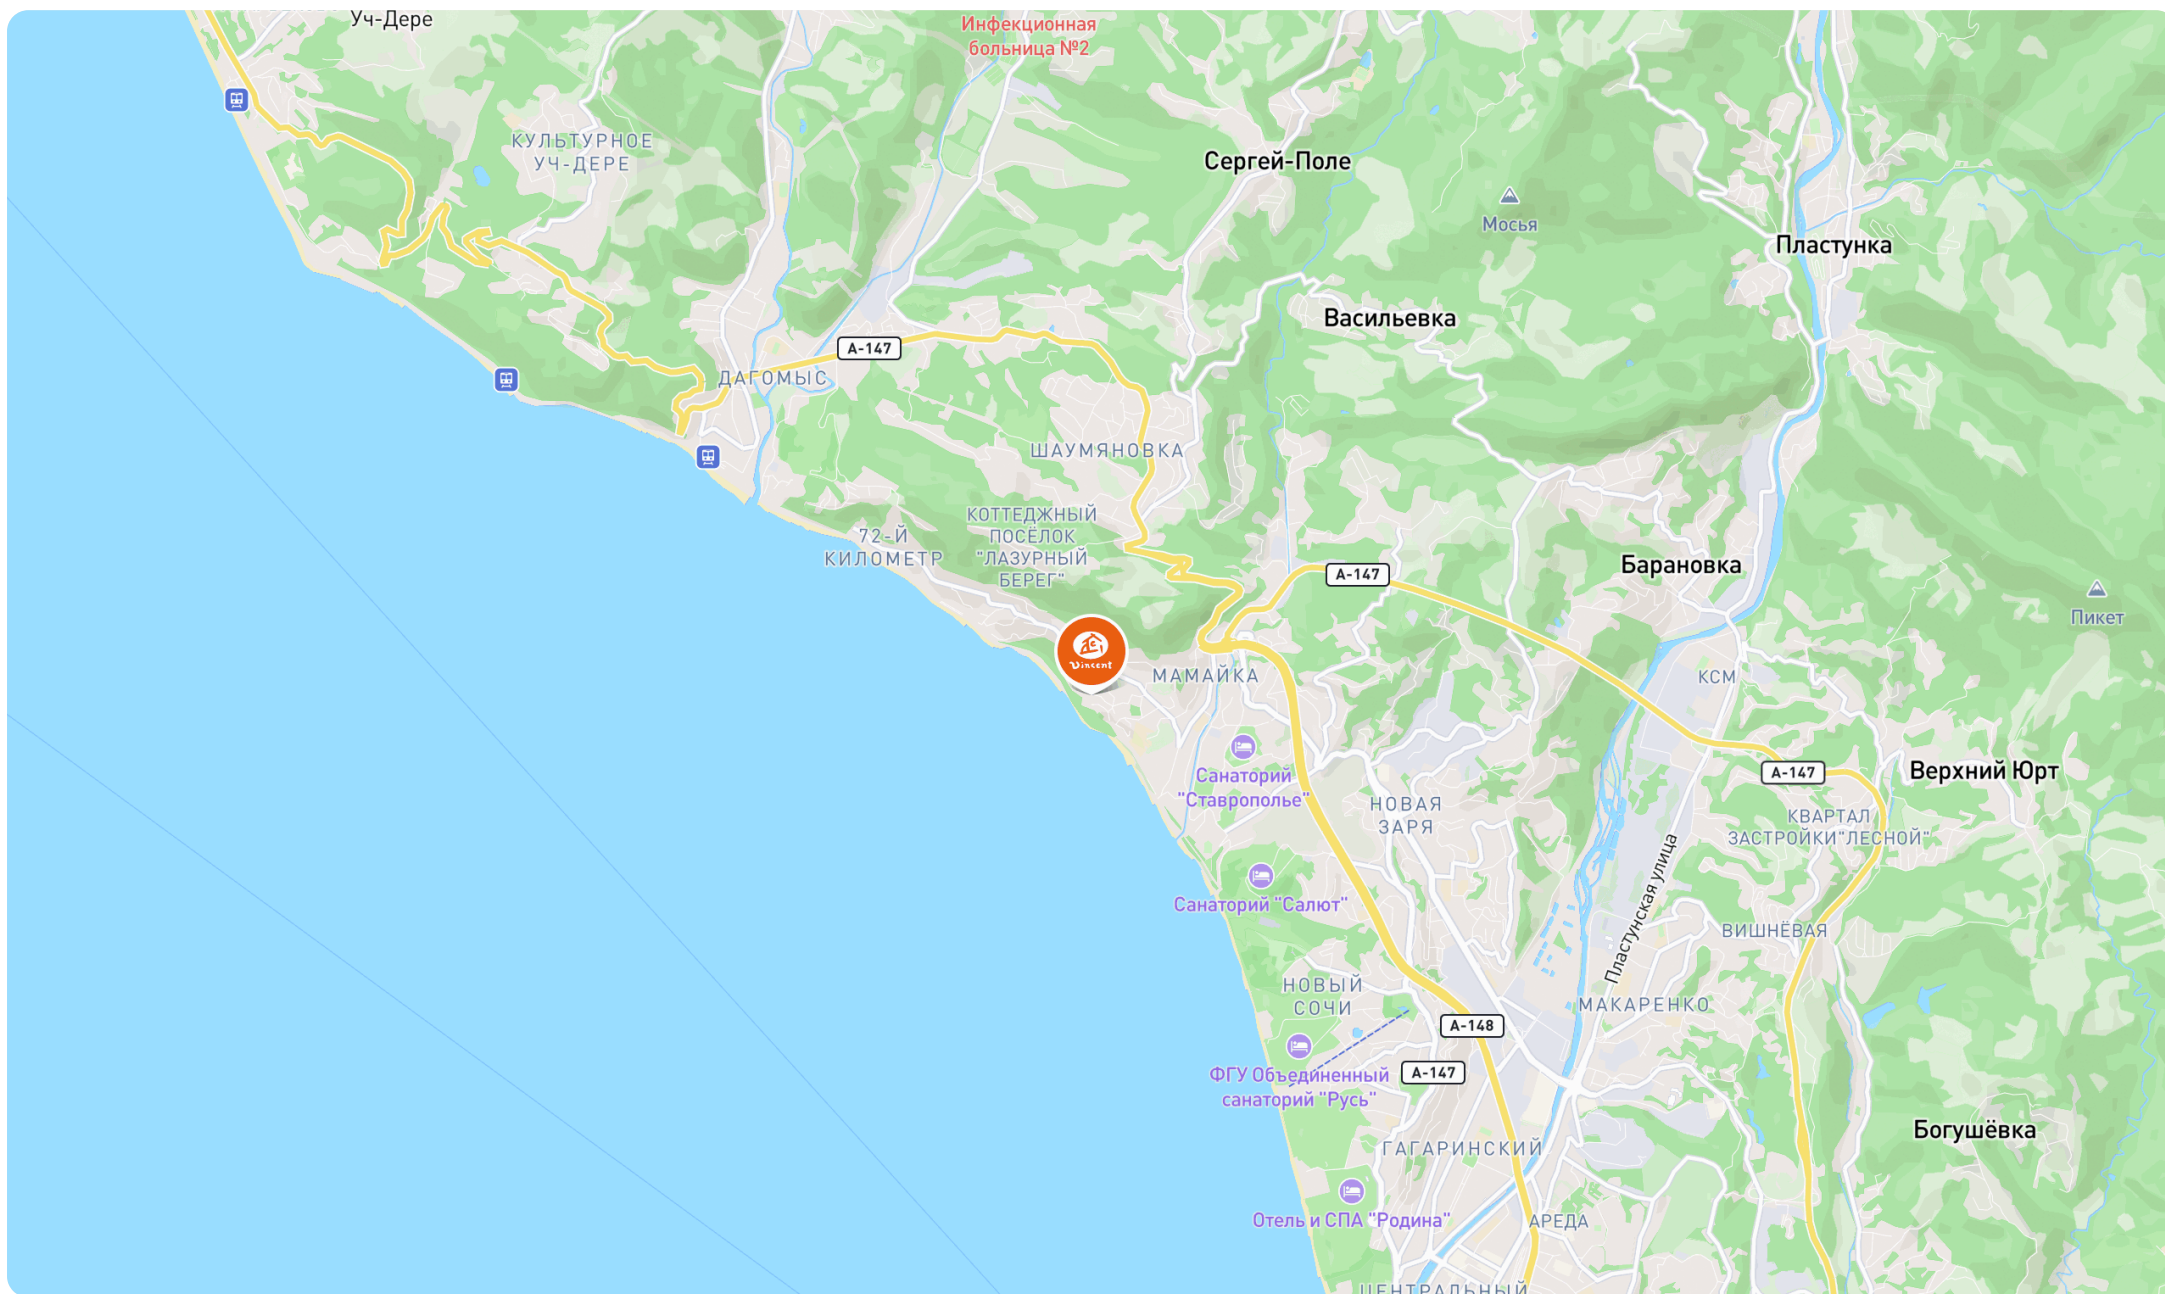 Уч-Дере
Инфекционная
больница №2
КУЛЬТУРНОЕ
УЧ-ДЕРЕ
Сергей-Поле
Мосья
Пластунка
Васильевка
А-147
ДАГОМЫС
ШАУМЯНОВКА
КОТТЕДЖНЫЙ
ПОСЁЛОК
"ЛАЗУРНЫЙ
БЕРЕГ"
72-Й
КИЛОМЕТР
А-147
Барановка
Пикет
Vincent
МАМАЙКА
КСМ
Санаторий
"Ставрополье"
А-147
Верхний Юрт
НОВАЯ
ЗАРЯ
КВАРТАЛ
ЗАСТРОЙКИ"ЛЕСНОЙ"
Пластунская улица
Санаторий "Салют"
ВИШНЁВАЯ
НОВЫЙ
СОЧИ
МАКАРЕНКО
А-148
А-147
ФГУ Объединенный
санаторий "Русь"
Богушёвка
ГАГАРИНСКИЙ
Отель и СПА "Родина"
АРЕДА
ЦЕНТРАЛЬНЫЙ